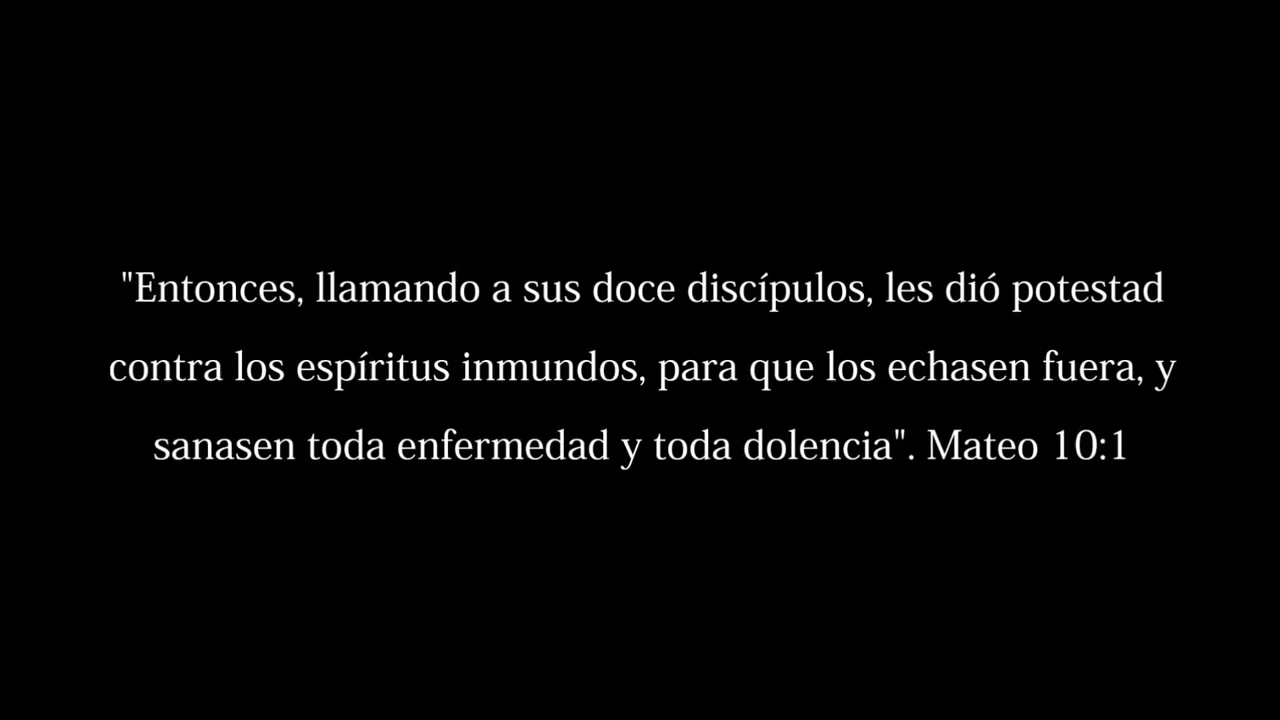 "Entonces, llamando a sus doce discípulos, les dió potestad
contra los espíritus inmundos, para que los echasen fuera, y
sanasen toda enfermedad y toda dolencia". Mateo 10:1